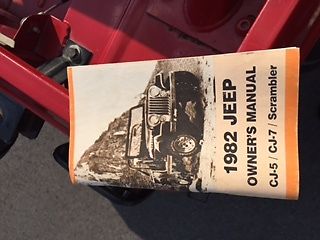 1982 JEEP
OWNER'S MANUAL
CJ-5 / CJ-7 / Scrambler